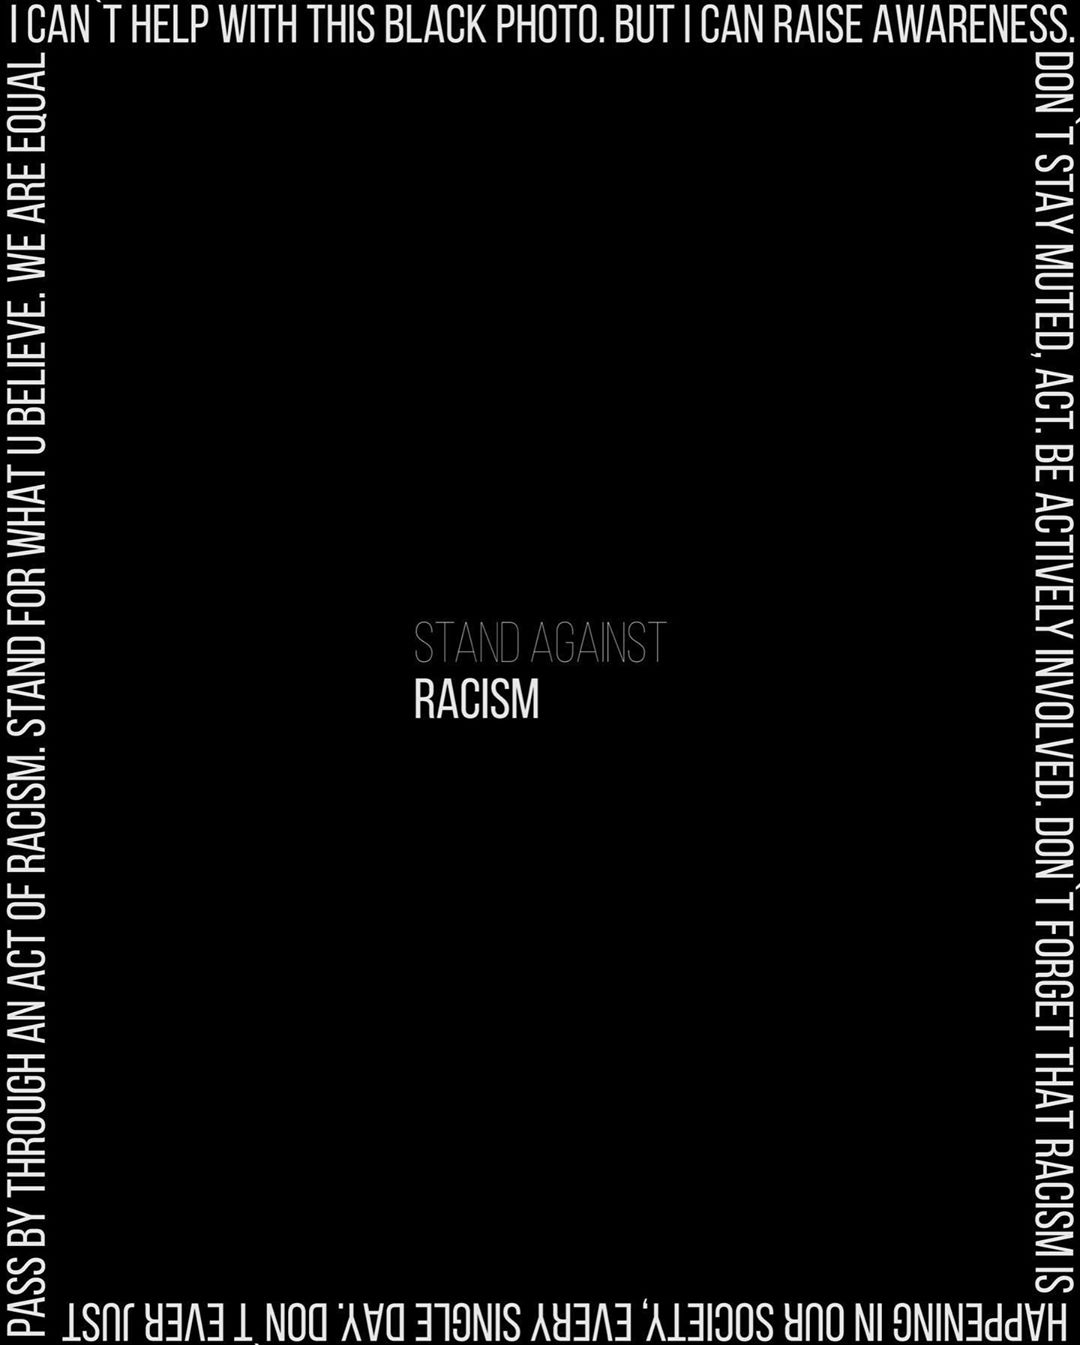 I CAN`T HELP WITH THIS BLACK PHOTO. BUT I CAN RAISE AWARENESS.
DON`T STAY MUTED, ACT. BE ACTIVELY INVOLVED. DON`T FORGET THAT RACISM IS
HAPPENING IN OUR SOCIETY, EVERY SINGLE DAY. DON`T EVER JUST
PASS BY THROUGH AN ACT OF RACISM. STAND FOR WHAT U BELIEVE. WE ARE EQUAL
STAND AGAINST
RACISM